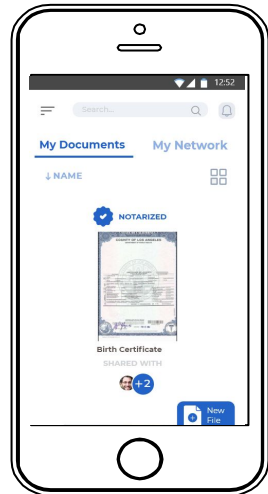 12:52
Search...
My Documents My Network
↓ NAME
NOTARIZED
COUNTY OF LOS ANGELES
Birth Certificate
SHARED WITH
+2
New
File